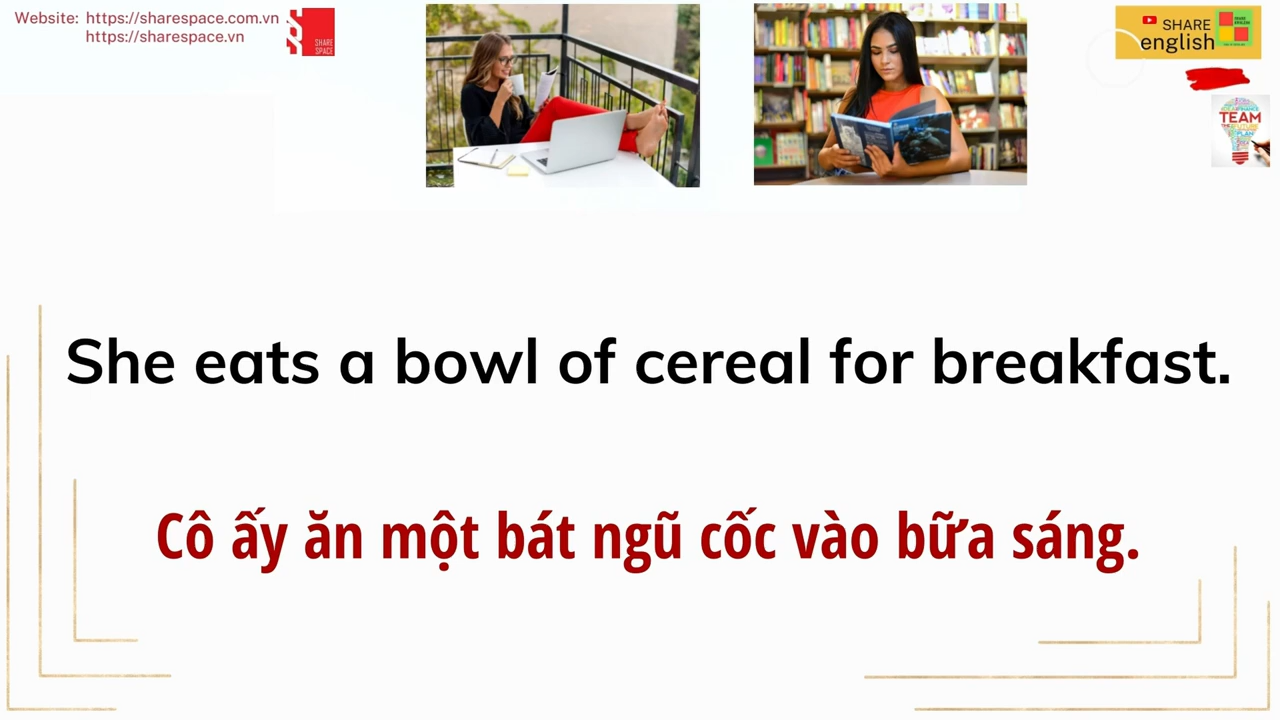 Website: https://sharespace.com.vn
https://sharespace.vn
SHARE
SPACE
SHARE
english
TEAM
PLAN
She eats a bowl of cereal for breakfast.
Cô ấy ăn một bát ngũ cốc vào bữa sáng.